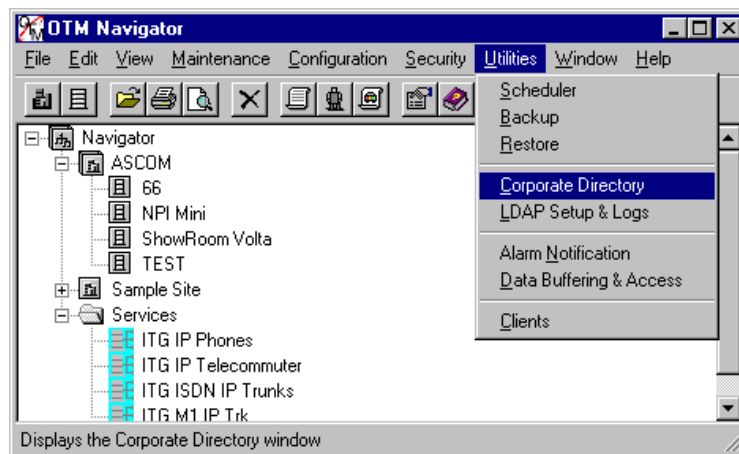 OTM Navigator
File Edit View Maintenance Configuration Security Utilities Window Help
Scheduler
Backup
Restore
Corporate Directory
LDAP Setup & Logs
Alarm Notification
Data Buffering & Access
Clients
Navigator
ASCOM
66
NPI Mini
ShowRoom Volta
TEST
Sample Site
Services
ITG IP Phones
ITG IP Telecommuter
ITG ISDN IP Trunks
ITG M1 IP Trk
Displays the Corporate Directory window